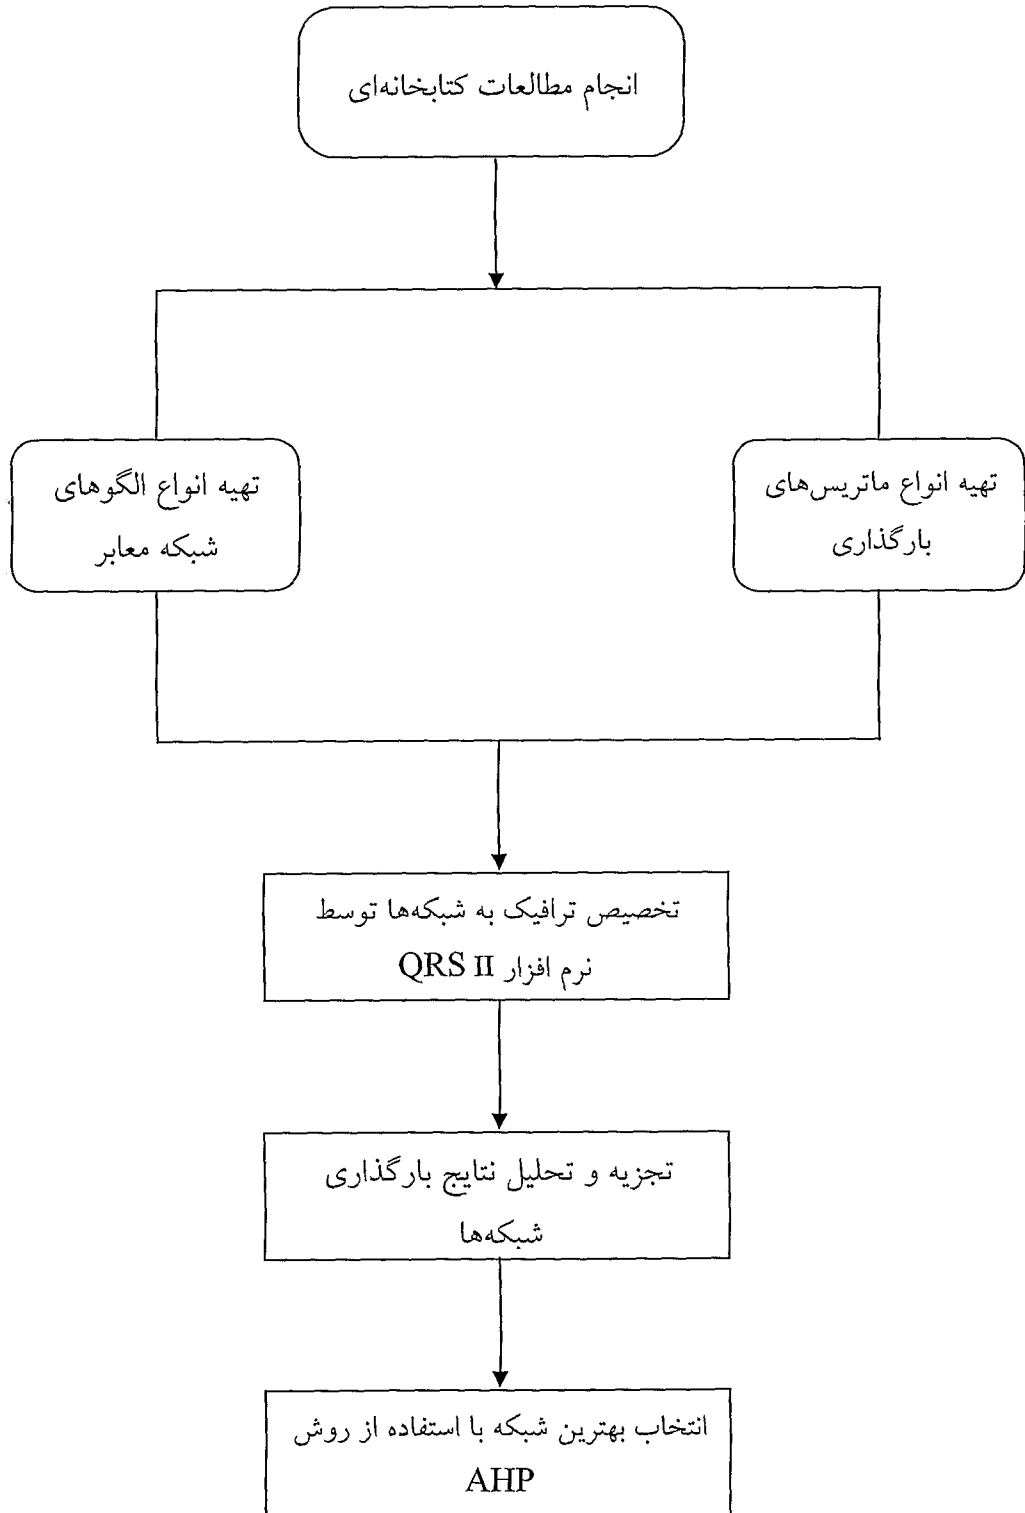 انجام مطالعات کتابخانه‌ای
تهیه انواع ماتریس‌های
بارگذاری
تهیه انواع الگوهای
شبکه معابر
تخصیص ترافیک به شبکه‌ها توسط
نرم افزار QRS II
تجزیه و تحلیل نتایج بارگذاری
شبکه‌ها
انتخاب بهترین شبکه با استفاده از روش
AHP